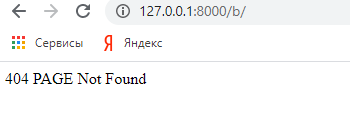 127.0.0.1:8000/b/
Сервисы Я Яндекс
404 PAGE Not Found